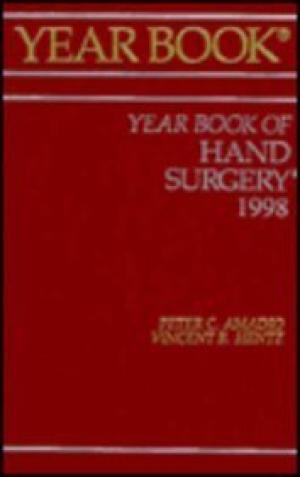 YEAR BOOK®
YEAR BOOK OF
HAND
SURGERY®
1998
PETER C. AMADIO
VINCENT R. HENTZ